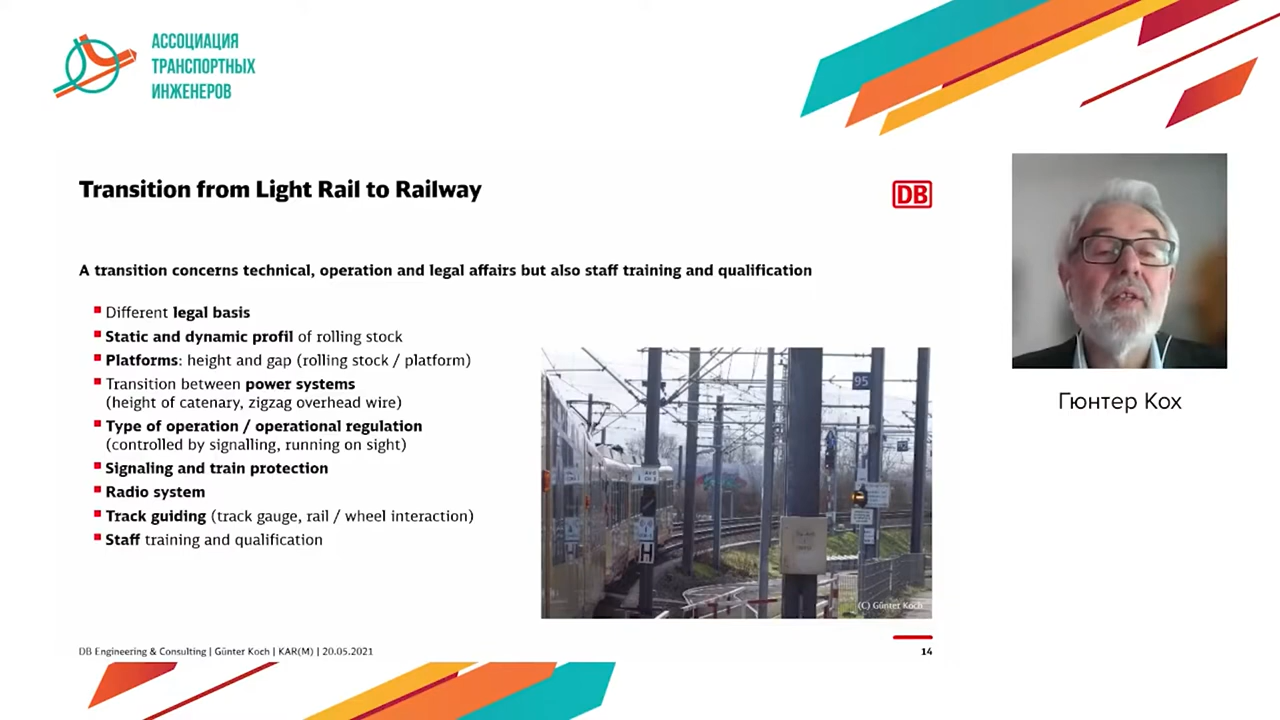 АССОЦИАЦИЯ
ТРАНСПОРТНЫХ
ИНЖЕНЕРОВ
Transition from Light Rail to Railway
DB
A transition concerns technical, operation and legal affairs but also staff training and qualification
Different legal basis
Static and dynamic profil of rolling stock
Platforms: height and gap (rolling stock / platform)
Transition between power systems
(height of catenary, zigzag overhead wire)
Type of operation / operational regulation
(controlled by signalling, running on sight)
Signaling and train protection
Radio system
Track guiding (track gauge, rail / wheel interaction)
Staff training and qualification
95
H
H
(C) Günter Koch
Гюнтер Кох
DB Engineering & Consulting | Günter Koch | KAR(M) | 20.05.2021
14